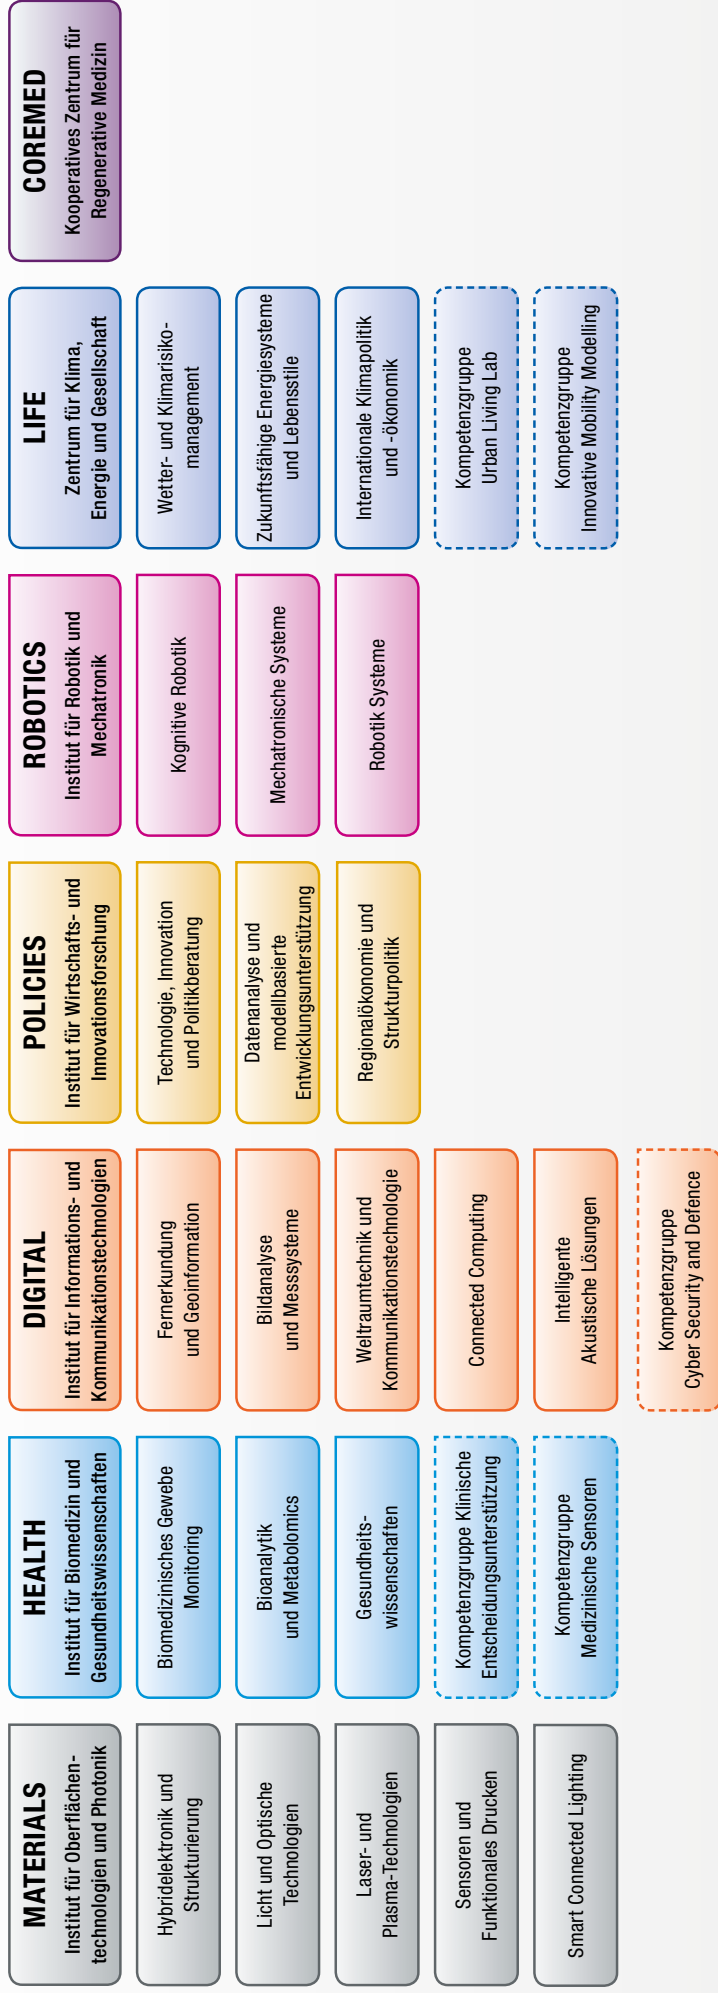 MATERIALS
Institut für Oberflächen-
technologien und Photonik
Hybridelektronik und
Strukturierung
Licht und Optische
Technologien
Laser- und
Plasma-Technologien
Sensoren und
Funktionales Drucken
Smart Connected Lighting
HEALTH
Institut für Biomedizin und
Gesundheitswissenschaften
Biomedizinisches Gewebe
Monitoring
Bioanalytik
und Metabolomics
Gesundheits-
wissenschaften
Kompetenzgruppe Klinische
Entscheidungsunterstützung
Kompetenzgruppe
Medizinische Sensoren
DIGITAL
Institut für Informations- und
Kommunikationstechnologien
Fernerkundung
und Geoinformation
Bildanalyse
und Messsysteme
Weltraumtechnik und
Kommunikationstechnologie
Connected Computing
Intelligente
Akustische Lösungen
Kompetenzgruppe
Cyber Security and Defence
POLICIES
Institut für Wirtschafts- und
Innovationsforschung
Technologie, Innovation
und Politikberatung
Datenanalyse und
modellbasierte
Entwicklungsunterstützung
Regionalökonomie und
Strukturpolitik
ROBOTICS
Institut für Robotik und
Mechatronik
Kognitive Robotik
Mechatronische Systeme
Robotik Systeme
LIFE
Zentrum für Klima,
Energie und Gesellschaft
Wetter- und Klimarisiko-
management
Zukunftsfähige Energiesysteme
und Lebensstile
Internationale Klimapolitik
und -ökonomik
Kompetenzgruppe
Urban Living Lab
Kompetenzgruppe
Innovative Mobility Modelling
COREMED
Kooperatives Zentrum für
Regenerative Medizin